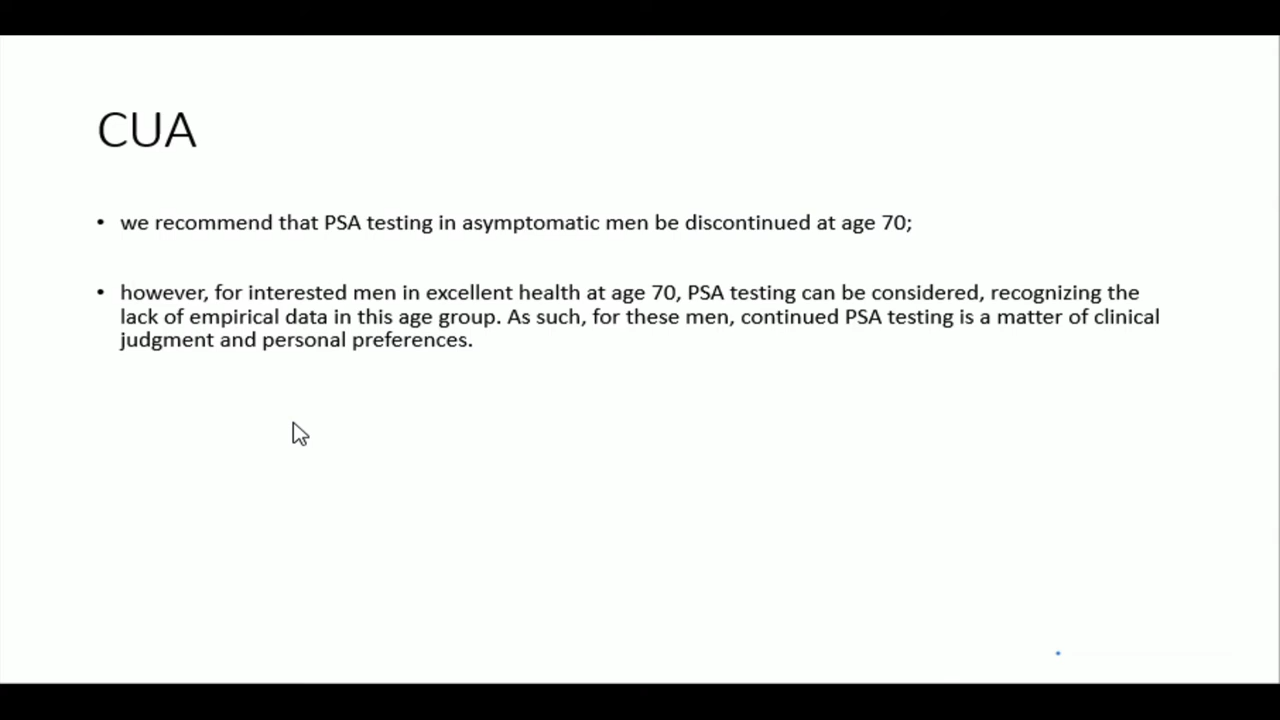 CUA
• we recommend that PSA testing in asymptomatic men be discontinued at age 70;
• however, for interested men in excellent health at age 70, PSA testing can be considered, recognizing the
lack of empirical data in this age group. As such, for these men, continued PSA testing is a matter of clinical
judgment and personal preferences.